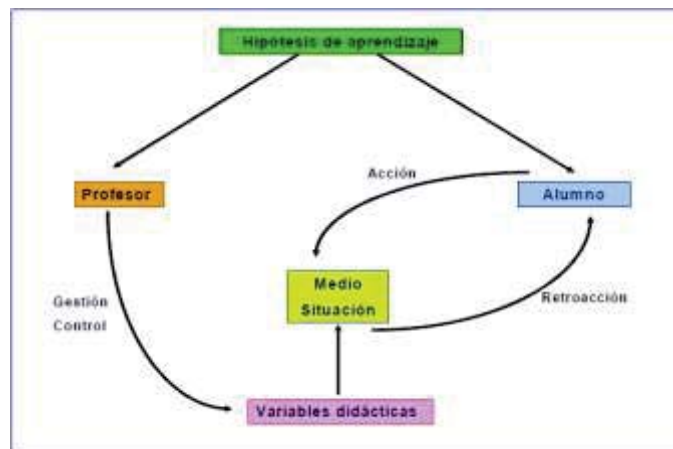 Hipótesis de aprendizaje
Acción
Profesor
Alumno
Medio
Situación
Retroacción
Gestión
Control
Variables didácticas